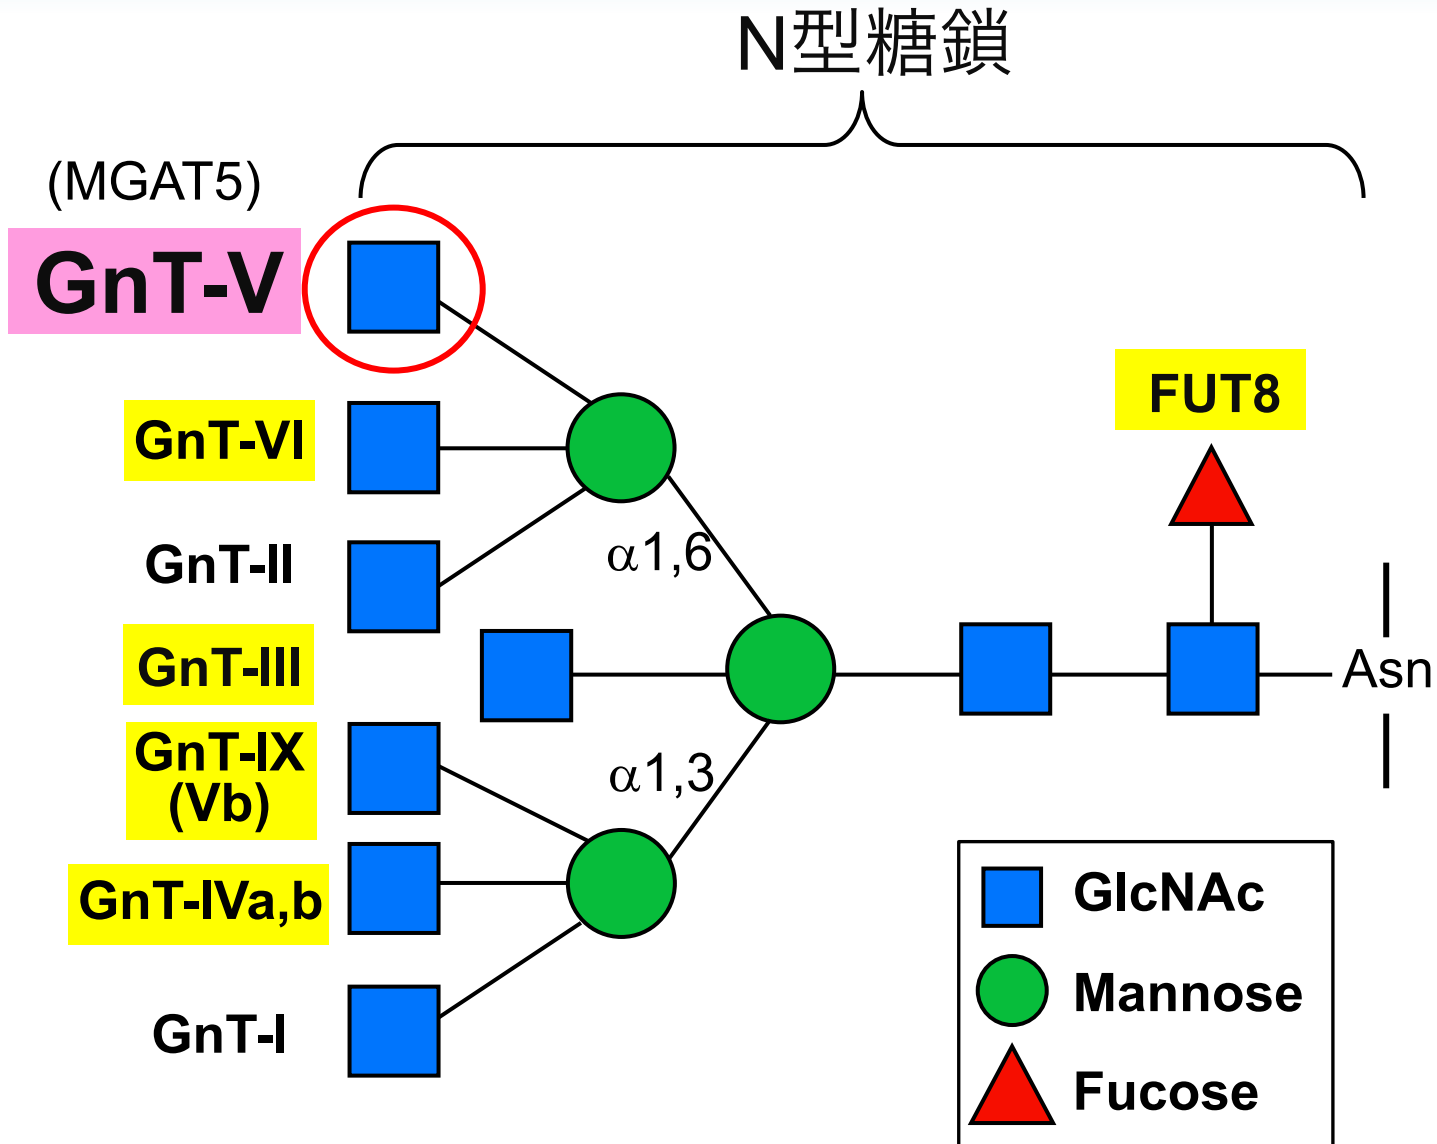 N型糖鎖
(MGAT5)
GnT-V
GnT-VI
FUT8
α1,6
GnT-II
GnT-III
Asn
GnT-IX
(Vb)
α1,3
GnT-IVa,b
GnT-I
GlcNAc
Mannose
Fucose